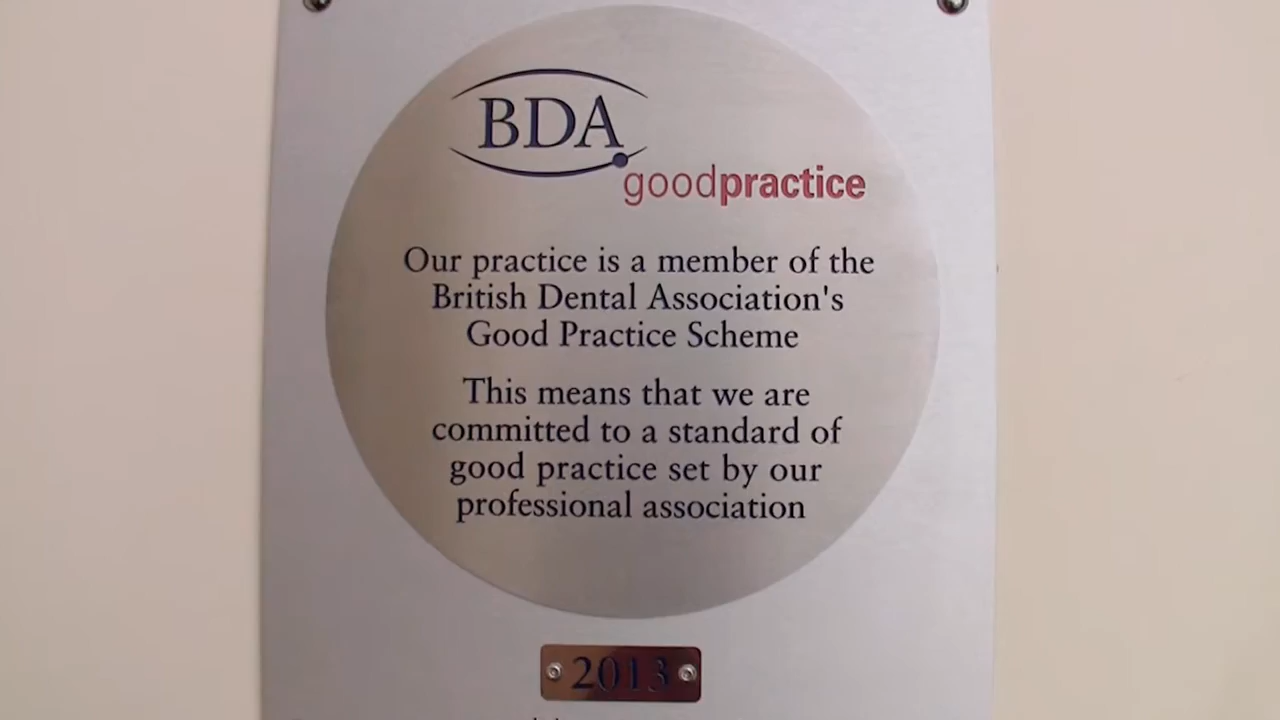 BDA
goodpractice
Our practice is a member of the
British Dental Association's
Good Practice Scheme
This means that we are
committed to a standard of
good practice set by our
professional association
2013